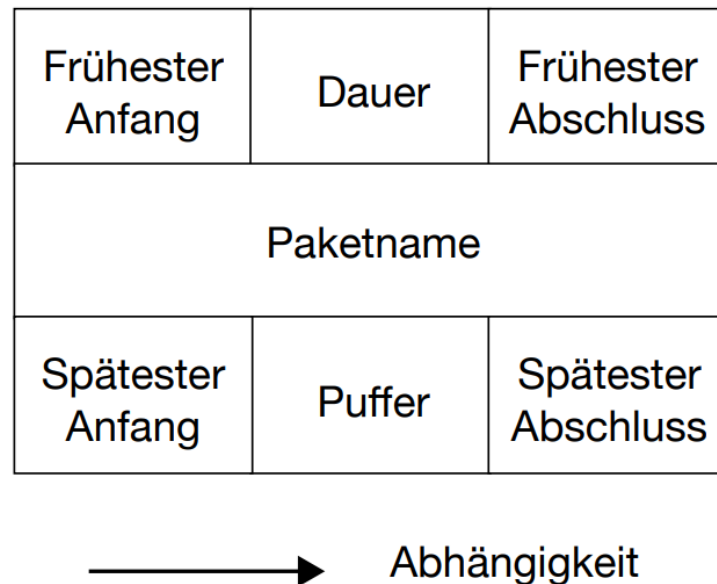 Frühester
Anfang
Dauer
Frühester
Abschluss
Paketname
Spätester
Anfang
Puffer
Spätester
Abschluss
Abhängigkeit